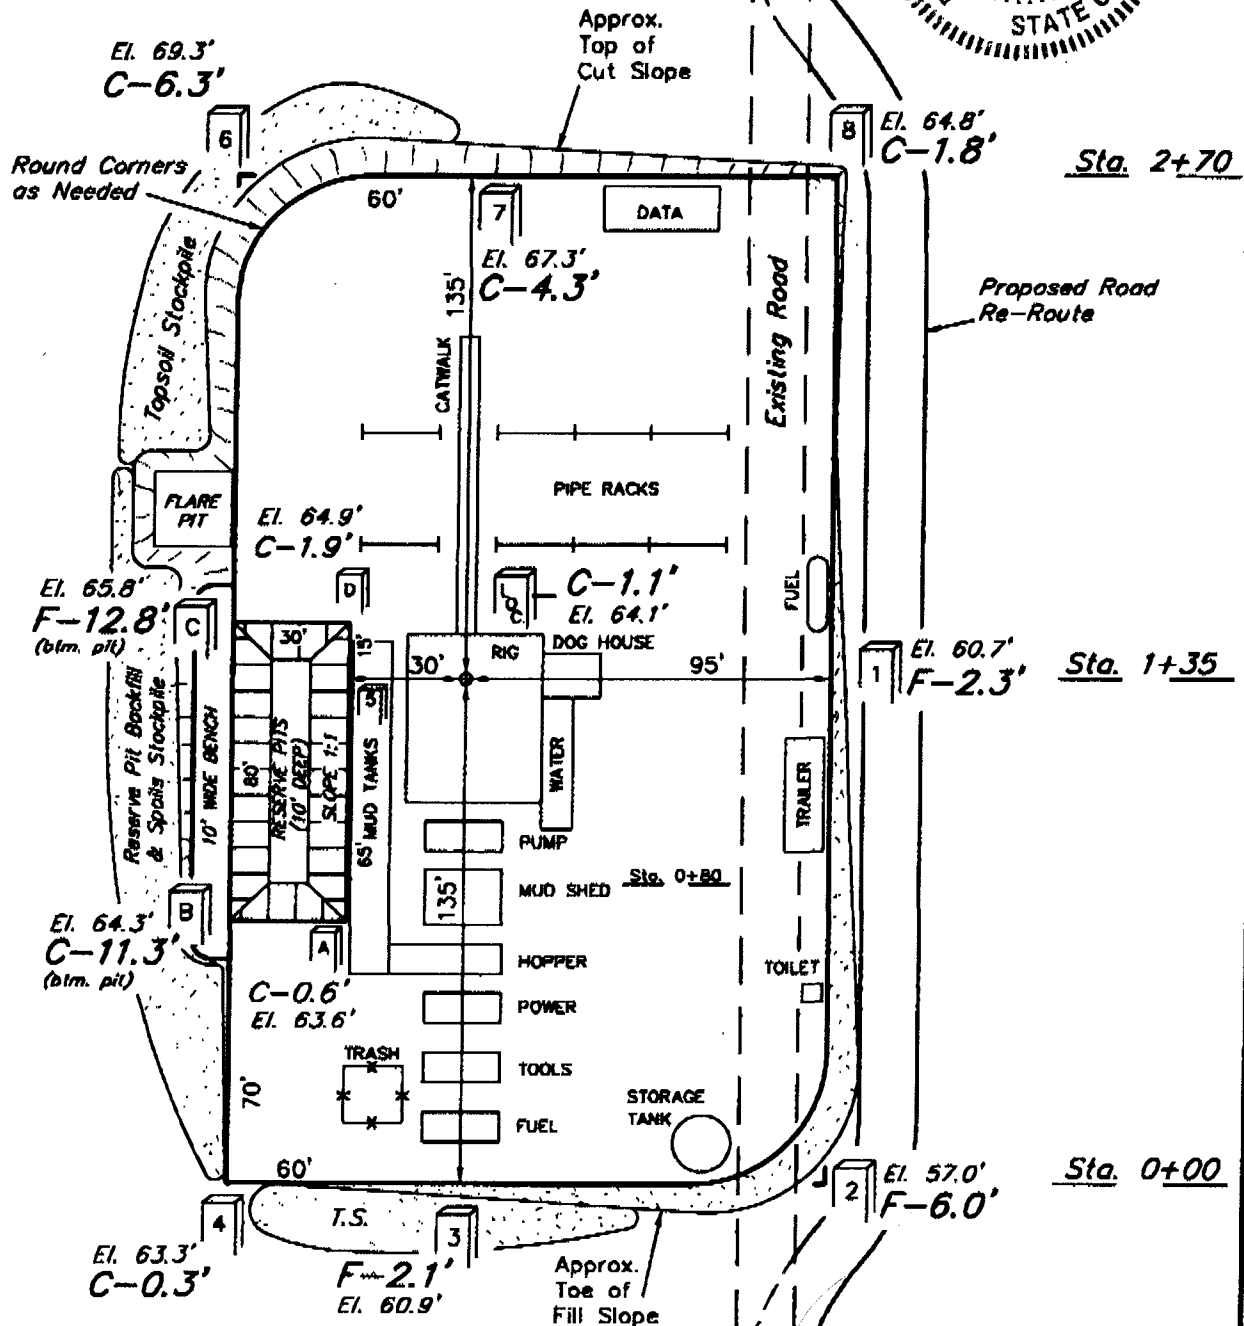 STATE
Approx.
Top of
Cut Slope
El. 69.3'
C-6.3'
6
8
El. 64.8'
C-1.8'
Sta. 2+70
Round Corners
as Needed
60'
7
DATA
El. 67.3'
C-4.3'
135'
Topsoil Stockpile
Existing Road
Proposed Road
Re-Route
CATWALK
PIPE RACKS
FLARE
PIT
El. 64.9'
C-1.9'
D
LOC
C-1.1'
El. 64.1'
FUEL
El. 65.8'
F-12.8'
(btm. pit)
C
30'
15'
RIG
DOG HOUSE
30'
95'
1
El. 60.7'
F-2.3'
Sta. 1+35
5
Reserve Pit Backfill
& Spoils Stockpile
10' WIDE BENCH
80'
RESERVE PITS
(10' DEEP)
SLOPE 1:1
65'
MUD TANKS
WATER
TRAILER
PUMP
135'
MUD SHED
Sta. 0+80
B
El. 64.3'
C-11.3'
(btm. pit)
A
HOPPER
TOILET
C-0.6'
El. 63.6'
POWER
TRASH
TOOLS
70'
STORAGE
TANK
FUEL
60'
2
El. 57.0'
F-6.0'
Sta. 0+00
4
T.S.
3
El. 63.3'
C-0.3'
F-2.1'
El. 60.9'
Approx.
Toe of
Fill Slope